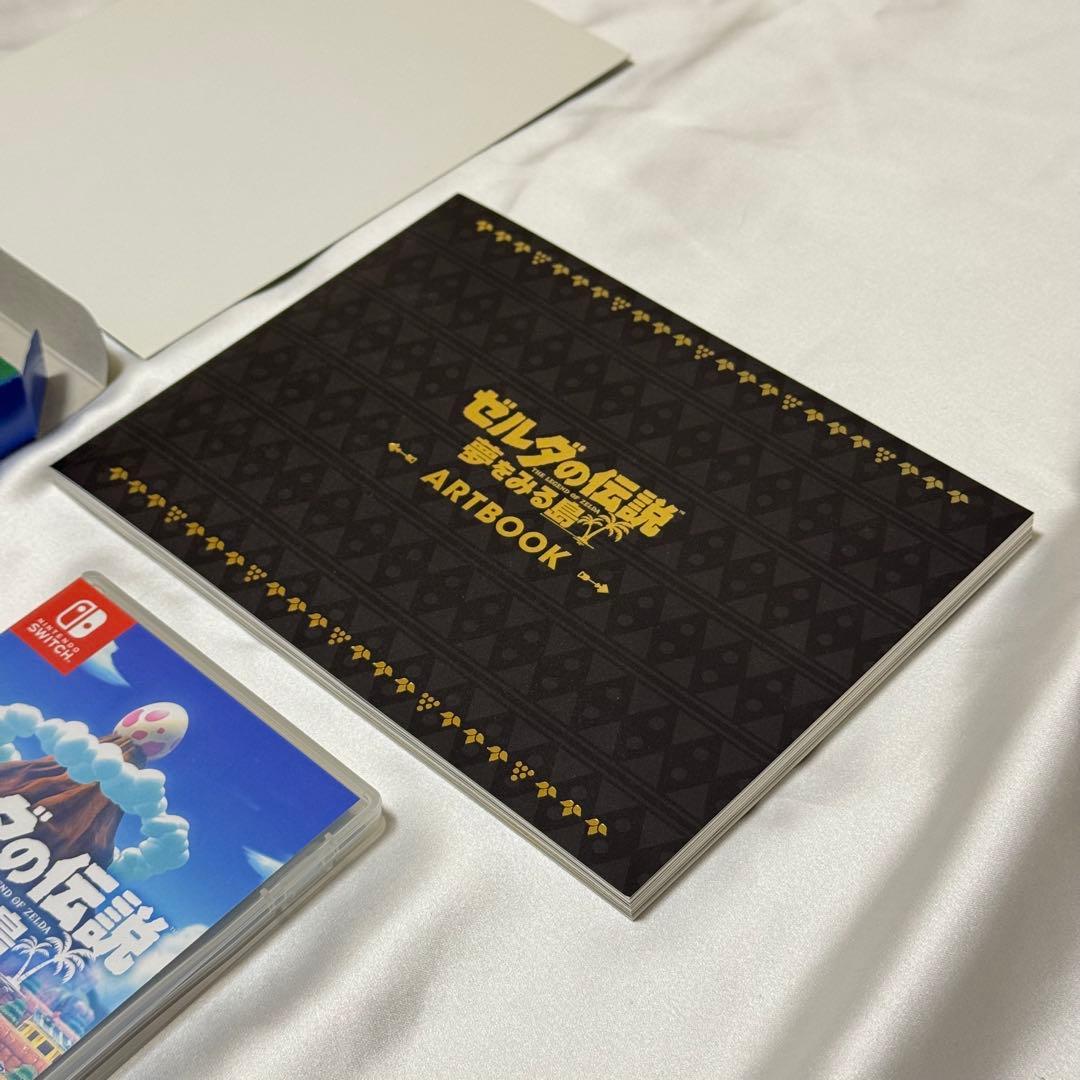 ゼルダの伝説
THE LEGEND OF ZELDA
夢をみる島
ARTBOOK
NINTENDO
SWITCH
ダの伝説
END OF ZELDA
島